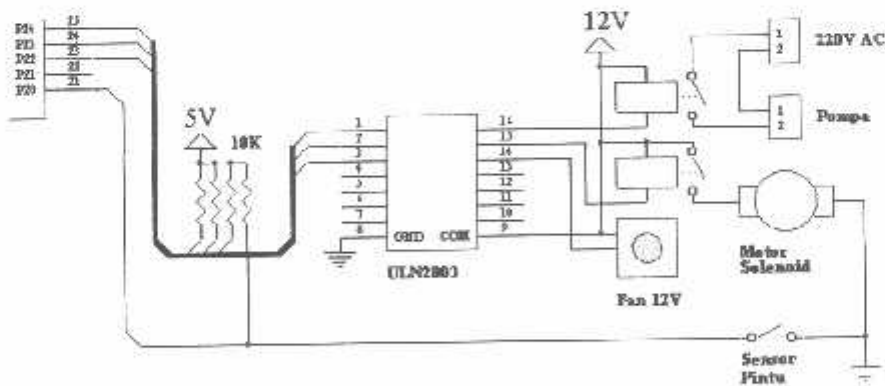 P24 25
P23 24
P22 23
P21 22
P20 21
5V
10K
1
2
3
4
5
6
7
8
GND COM
ULN2803
15
14
13
12
11
10
9
12V
Fan 12V
1
2
220V AC
1
2
Pompa
Motor
Solenoid
Sensor
Pintu